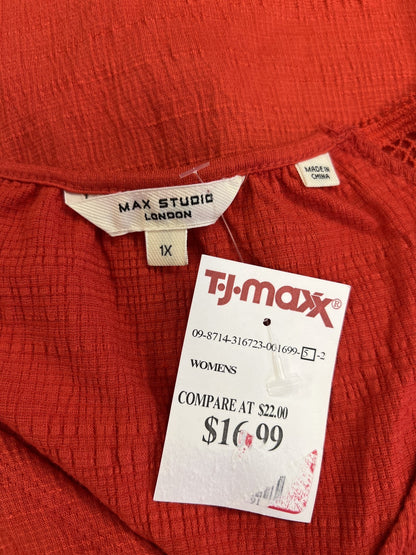 MAX STUDIO
LONDON
1X
MADE IN
CHINA
T·J·maxx®
09-8714-316723-001699-5-2
WOMENS
COMPARE AT $22.00
$16.99